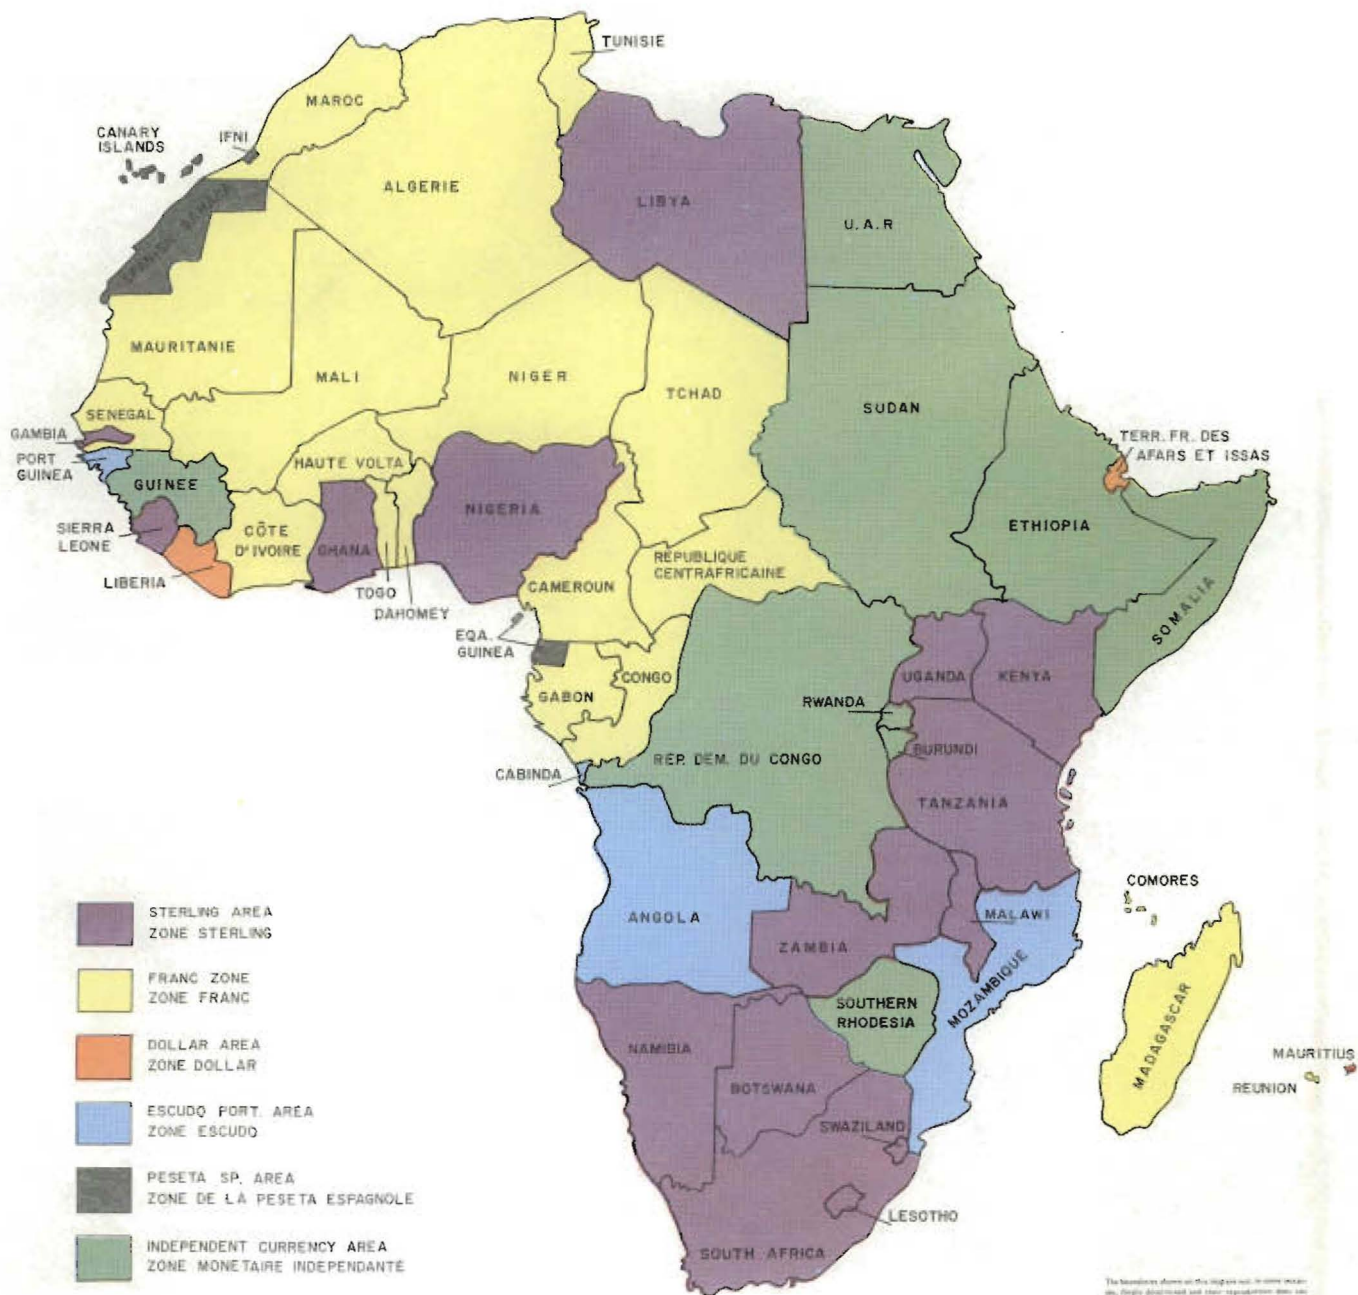 TUNISIE
MAROC
CANARY
ISLANDS
IFNI
ALGERIE
LIBYA
U.A.R
SPANISH SAHARA
MAURITANIE
MALI
NIGER
TCHAD
SUDAN
SENEGAL
GAMBIA
PORT
GUINEA
HAUTE VOLTA
TERR. FR. DES
AFARS ET ISSAS
GUINEE
NIGERIA
SIERRA
LEONE
CÔTE
D'IVOIRE
GHANA
ETHIOPIA
LIBERIA
TOGO
DAHOMEY
CAMEROUN
RÉPUBLIQUE
CENTRAFRICAINE
SOMALIA
EQA.
GUINEA
GABON
CONGO
UGANDA
KENYA
RWANDA
BURUNDI
REP. DEM. DU CONGO
CABINDA
TANZANIA
COMORES
ANGOLA
MALAWI
ZAMBIA
MOZAMBIQUE
SOUTHERN
RHODESIA
MADAGASCAR
NAMIBIA
BOTSWANA
MAURITIUS
REUNION
SWAZILAND
LESOTHO
SOUTH AFRICA
STERLING AREA
ZONE STERLING
FRANC ZONE
ZONE FRANC
DOLLAR AREA
ZONE DOLLAR
ESCUDO PORT. AREA
ZONE ESCUDO
PESETA SP. AREA
ZONE DE LA PESETA ESPAGNOLE
INDEPENDENT CURRENCY AREA
ZONE MONETAIRE INDEPENDANTE